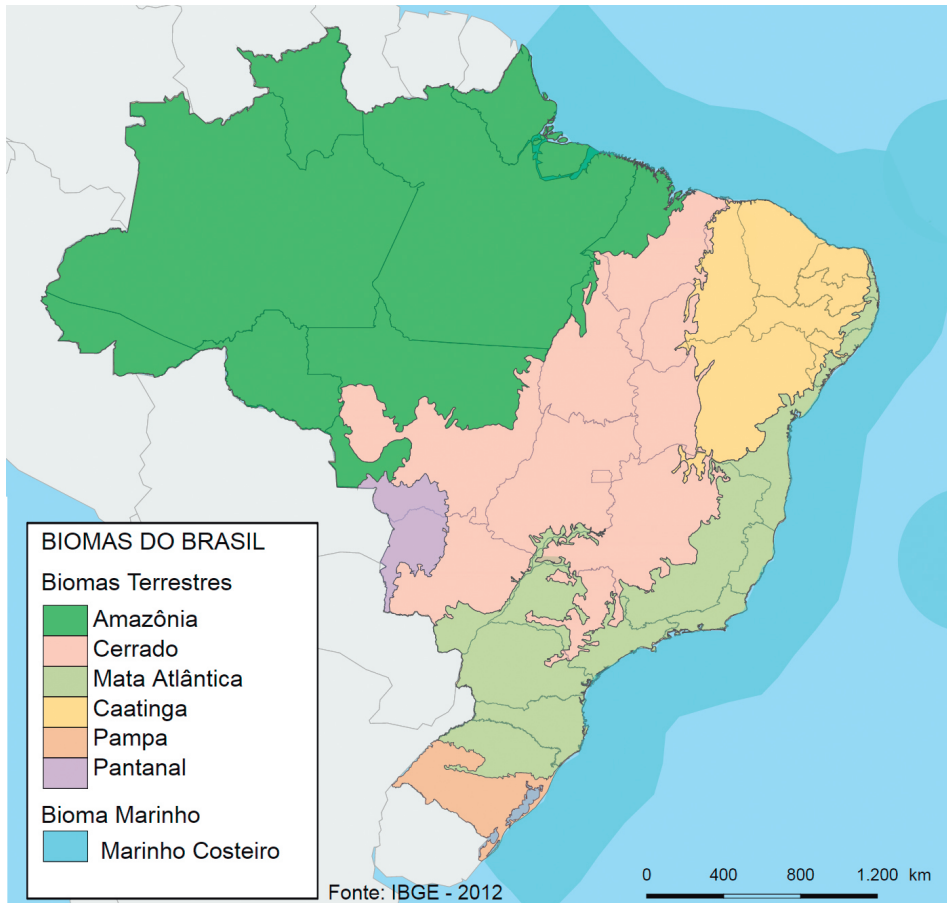 BIOMAS DO BRASIL
Biomas Terrestres
Amazônia
Cerrado
Mata Atlântica
Caatinga
Pampa
Pantanal
Bioma Marinho
Marinho Costeiro
Fonte: IBGE - 2012
0 400 800 1.200 km